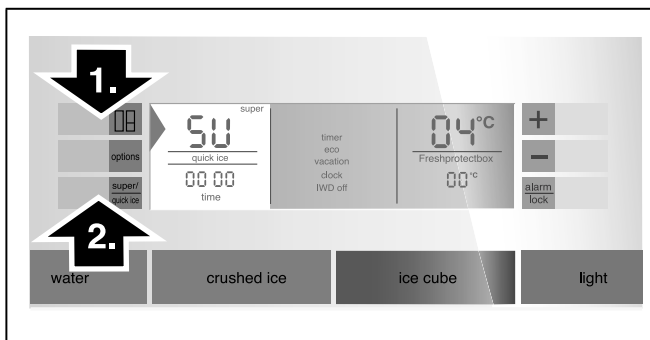 1.
super
SU
quick ice
00 00
time
timer
eco
vacation
clock
IWD off
04°C
Freshprotectbox
00°C
+
−
alarm
lock
options
super/
quick ice
2.
water
crushed ice
ice cube
light